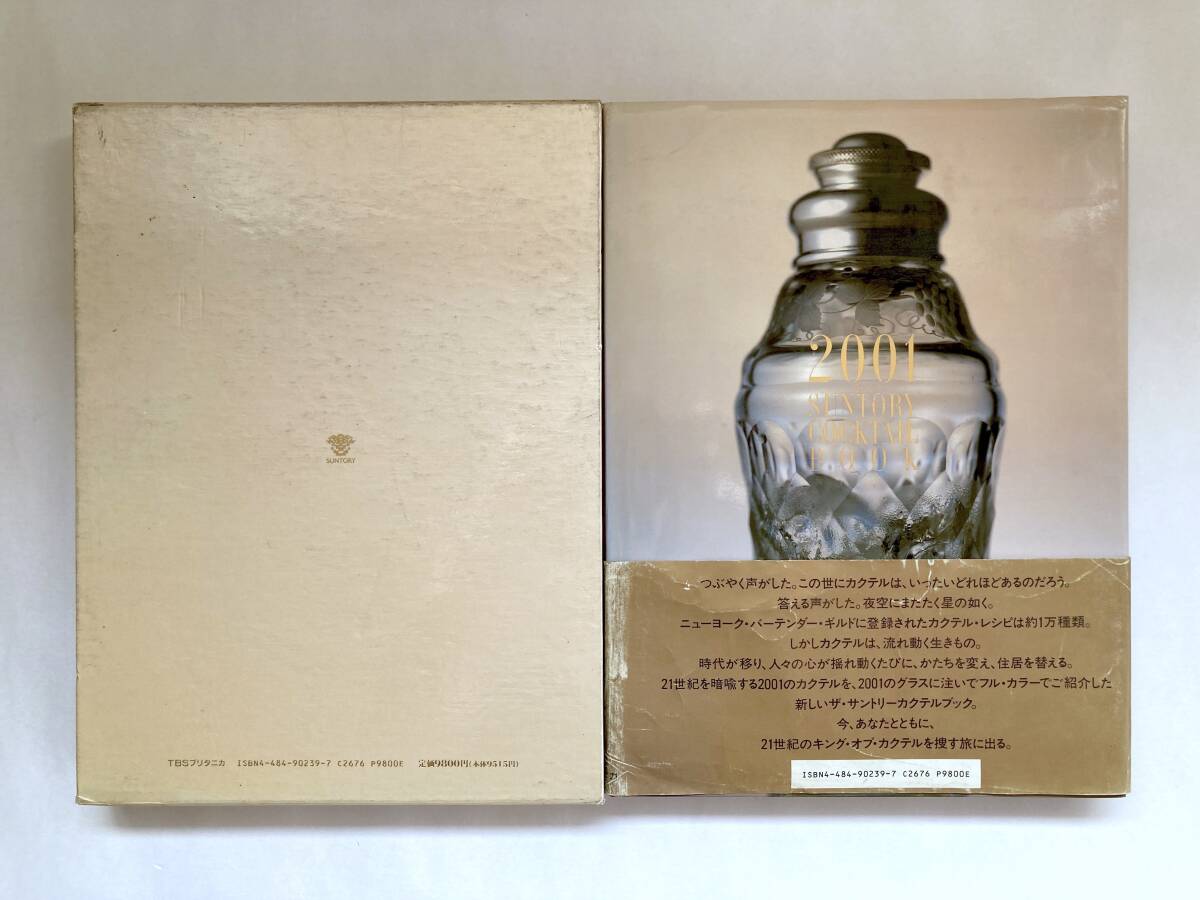 SUNTORY
TBSブリタニカ ISBN4-484-90239-7 C2676 P9800E 定価9800円(本体9515円)
2001
SUNTORY
COCKTAIL
BOOK
つぶやく声がした。この世にカクテルは、いったいどれほどあるのだろう。
答える声がした。夜空にまたたく星の如く。
ニューヨーク・バーテンダー・ギルドに登録されたカクテル・レシピは約1万種類。
しかしカクテルは、流れ動く生きもの。
時代が移り、人々の心が揺れ動くたびに、かたちを変え、住居を替える。
21世紀を暗喩する2001のカクテルを、2001のグラスに注いでフル・カラーでご紹介した
新しいザ・サントリーカクテルブック。
今、あなたとともに、
21世紀のキング・オブ・カクテルを捜す旅に出る。
ISBN4-484-90239-7 C2676 P9800E